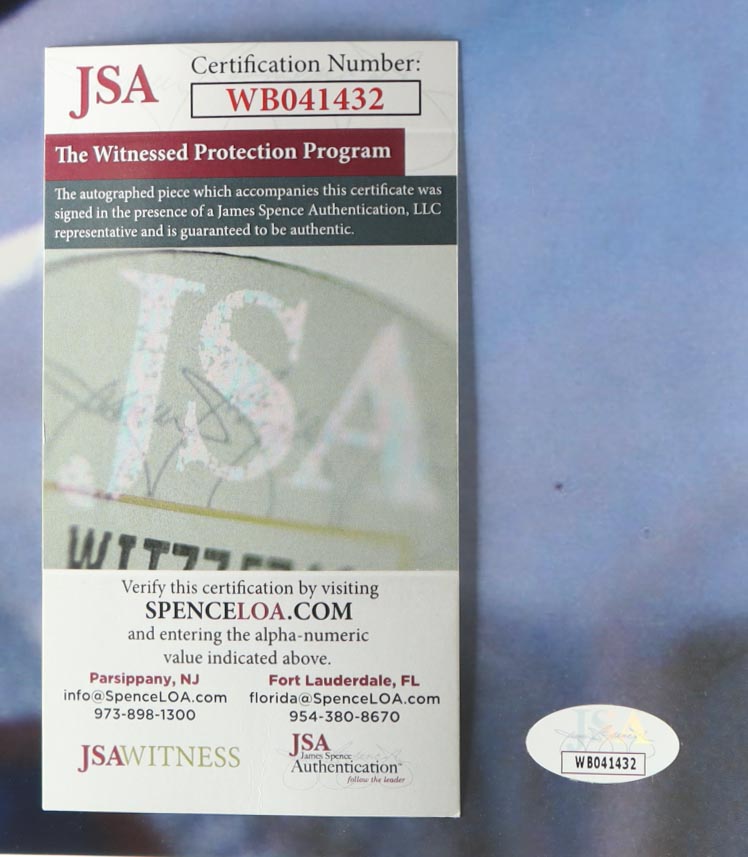 JSA
Certification Number:
WB041432
The Witnessed Protection Program
The autographed piece which accompanies this certificate was
signed in the presence of a James Spence Authentication, LLC
representative and is guaranteed to be authentic.
JSA
Verify this certification by visiting
SPENCELOA.COM
and entering the alpha-numeric
value indicated above.
Parsippany, NJ
info@SpenceLOA.com
973-898-1300
Fort Lauderdale, FL
florida@SpenceLOA.com
954-380-8670
JSAWITNESS
JSA
James Spence
Authentication™
follow the leader
JSA
WB041432